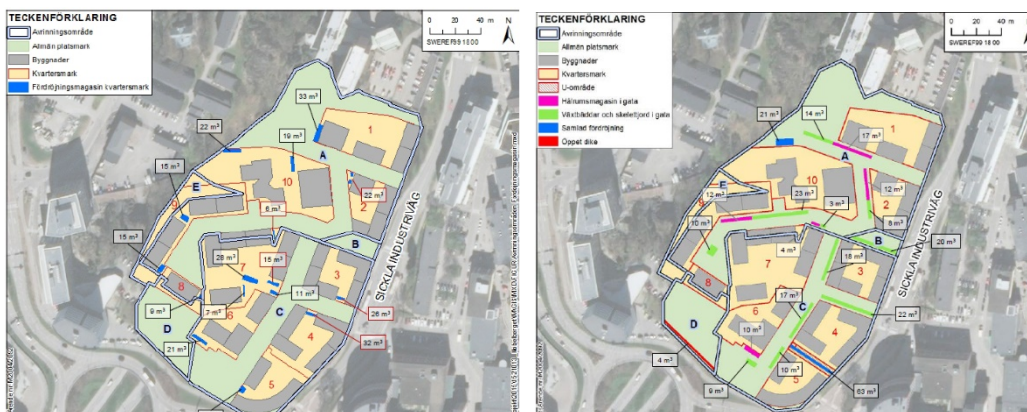 TECKENFÖRKLARING
Avrinningsområde
Allmän platsmark
Byggnader
Kvartersmark
Fördröjningsmagasin kvartersmark
0 20 40 m
N
SWEREF99 18 00
33 m³
22 m³
19 m³
1
A
15 m³
E
10
22 m³
9
2
6 m³
B
SICKLA INDUSTRIVÄG
15 m³
28 m³
15 m³
7
3
8
11 m³
9 m³
7 m³
6
C
26 m³
D
4
32 m³
21 m³
5
TECKENFÖRKLARING
Avrinningsområde
Allmän platsmark
Byggnader
Kvartersmark
U-område
Hålrumsmagasin i gata
Växtbäddar och skelettjord i gata
Samlad fördröjning
Öppet dike
0 20 40 m
N
SWEREF99 18 00
21 m³
14 m³
17 m³
1
A
E
10
12 m³
23 m³
12 m³
9
2
3 m³
8 m³
10 m³
B
20 m³
SICKLA INDUSTRIVÄG
4 m³
18 m³
7
3
8
17 m³
C
22 m³
6
D
10 m³
4
4 m³
9 m³
10 m³
5
63 m³